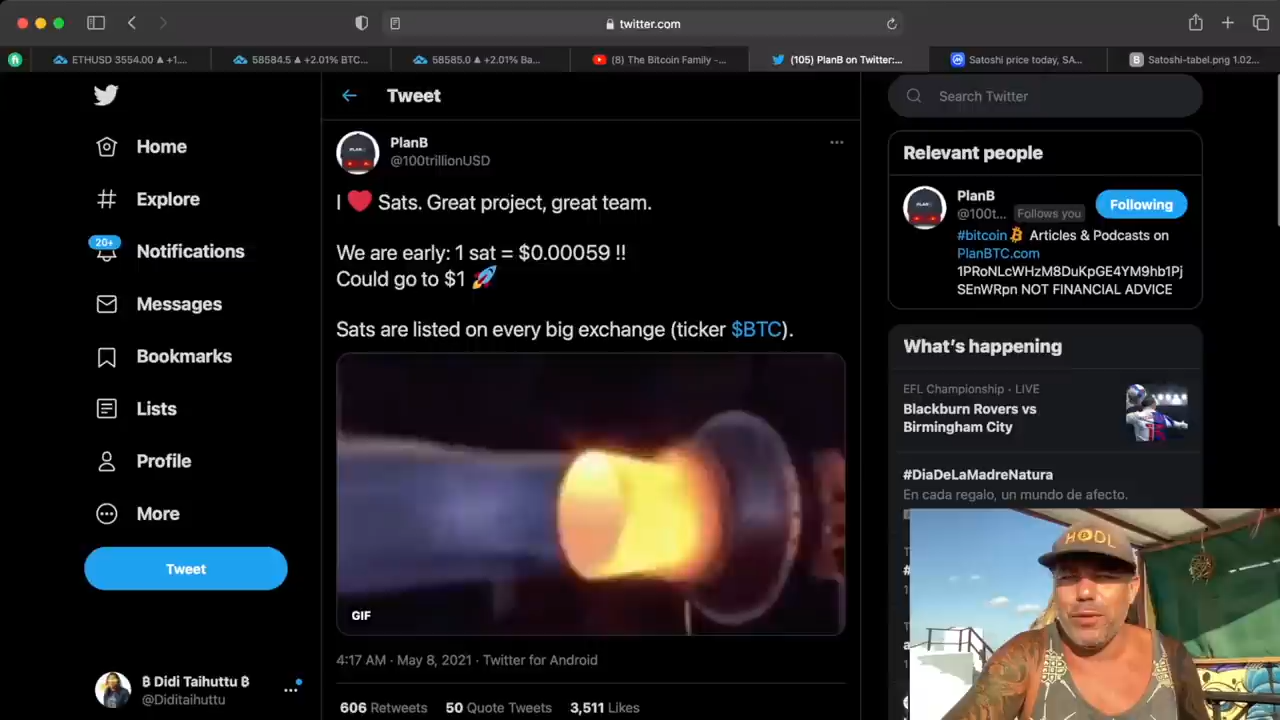 twitter.com
ETHUSD 3554.00 ▲ +1....
58584.5 ▲ +2.01% BTC...
58585.0 ▲ +2.01% Ba...
(8) The Bitcoin Family -...
(105) PlanB on Twitter:...
Satoshi price today, SA...
Satoshi-tabel.png 1.02...
Home
Explore
20+
Notifications
Messages
Bookmarks
Lists
Profile
More
Tweet
₿ Didi Taihuttu ₿
@Diditaihuttu
Tweet
PlanB
@100trillionUSD
I ❤️ Sats. Great project, great team.
We are early: 1 sat = $0.00059 !!
Could go to $1 🚀
Sats are listed on every big exchange (ticker $BTC).
GIF
4:17 AM · May 8, 2021 · Twitter for Android
606 Retweets 50 Quote Tweets 3,511 Likes
Search Twitter
Relevant people
PlanB
@100t... Follows you
Following
#bitcoin Articles & Podcasts on
PlanBTC.com
1PRoNLcWHzM8DuKpGE4YM9hb1Pj
SEnWRpn NOT FINANCIAL ADVICE
What's happening
EFL Championship · LIVE
Blackburn Rovers vs
Birmingham City
#DiaDeLaMadreNatura
En cada regalo, un mundo de afecto.
HODL